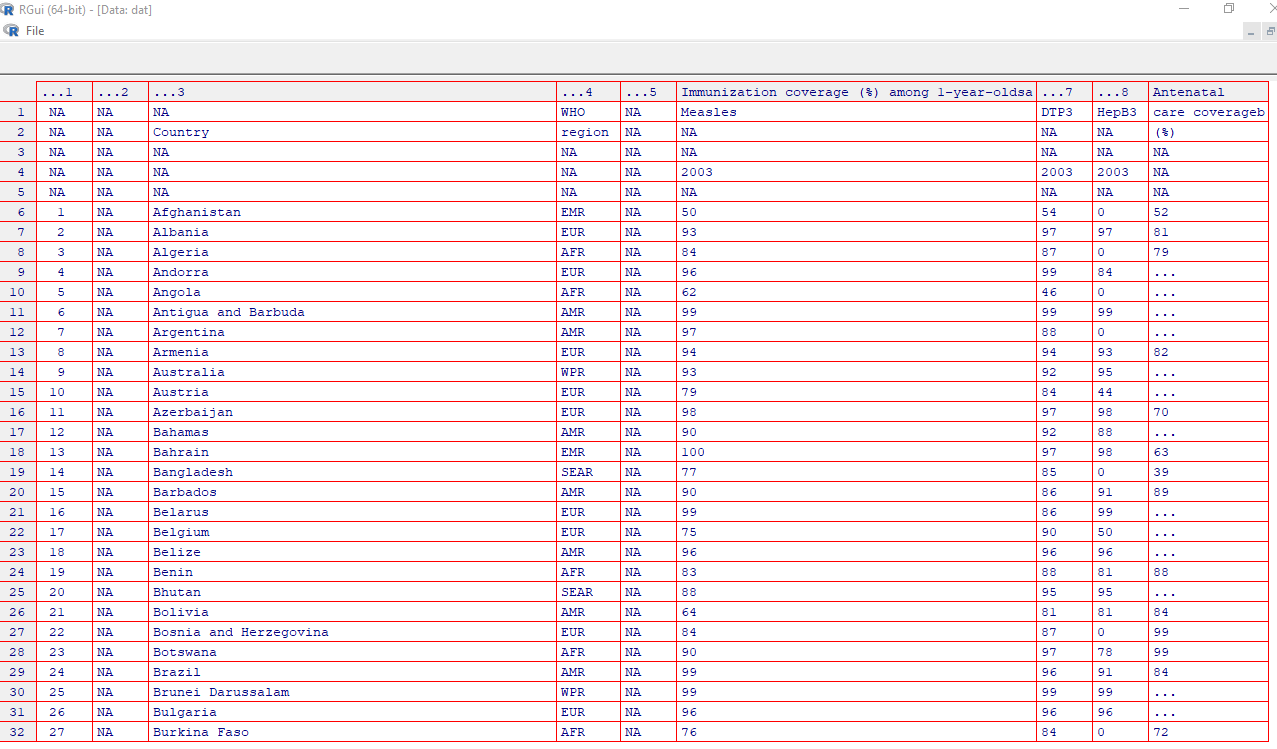 RGui (64-bit) - [Data: dat]
File
...1 ...2 ...3 ...4 ...5 Immunization coverage (%) among 1-year-oldsa ...7 ...8 Antenatal
1 NA NA NA WHO NA Measles DTP3 HepB3 care coverageb
2 NA NA Country region NA NA NA NA (%)
3 NA NA NA NA NA NA NA NA NA
4 NA NA NA NA NA 2003 2003 2003 NA
5 NA NA NA NA NA NA NA NA NA
6 1 NA Afghanistan EMR NA 50 54 0 52
7 2 NA Albania EUR NA 93 97 97 81
8 3 NA Algeria AFR NA 84 87 0 79
9 4 NA Andorra EUR NA 96 99 84 ...
10 5 NA Angola AFR NA 62 46 0 ...
11 6 NA Antigua and Barbuda AMR NA 99 99 99 ...
12 7 NA Argentina AMR NA 97 88 0 ...
13 8 NA Armenia EUR NA 94 94 93 82
14 9 NA Australia WPR NA 93 92 95 ...
15 10 NA Austria EUR NA 79 84 44 ...
16 11 NA Azerbaijan EUR NA 98 97 98 70
17 12 NA Bahamas AMR NA 90 92 88 ...
18 13 NA Bahrain EMR NA 100 97 98 63
19 14 NA Bangladesh SEAR NA 77 85 0 39
20 15 NA Barbados AMR NA 90 86 91 89
21 16 NA Belarus EUR NA 99 86 99 ...
22 17 NA Belgium EUR NA 75 90 50 ...
23 18 NA Belize AMR NA 96 96 96 ...
24 19 NA Benin AFR NA 83 88 81 88
25 20 NA Bhutan SEAR NA 88 95 95 ...
26 21 NA Bolivia AMR NA 64 81 81 84
27 22 NA Bosnia and Herzegovina EUR NA 84 87 0 99
28 23 NA Botswana AFR NA 90 97 78 99
29 24 NA Brazil AMR NA 99 96 91 84
30 25 NA Brunei Darussalam WPR NA 99 99 99 ...
31 26 NA Bulgaria EUR NA 96 96 96 ...
32 27 NA Burkina Faso AFR NA 76 84 0 72